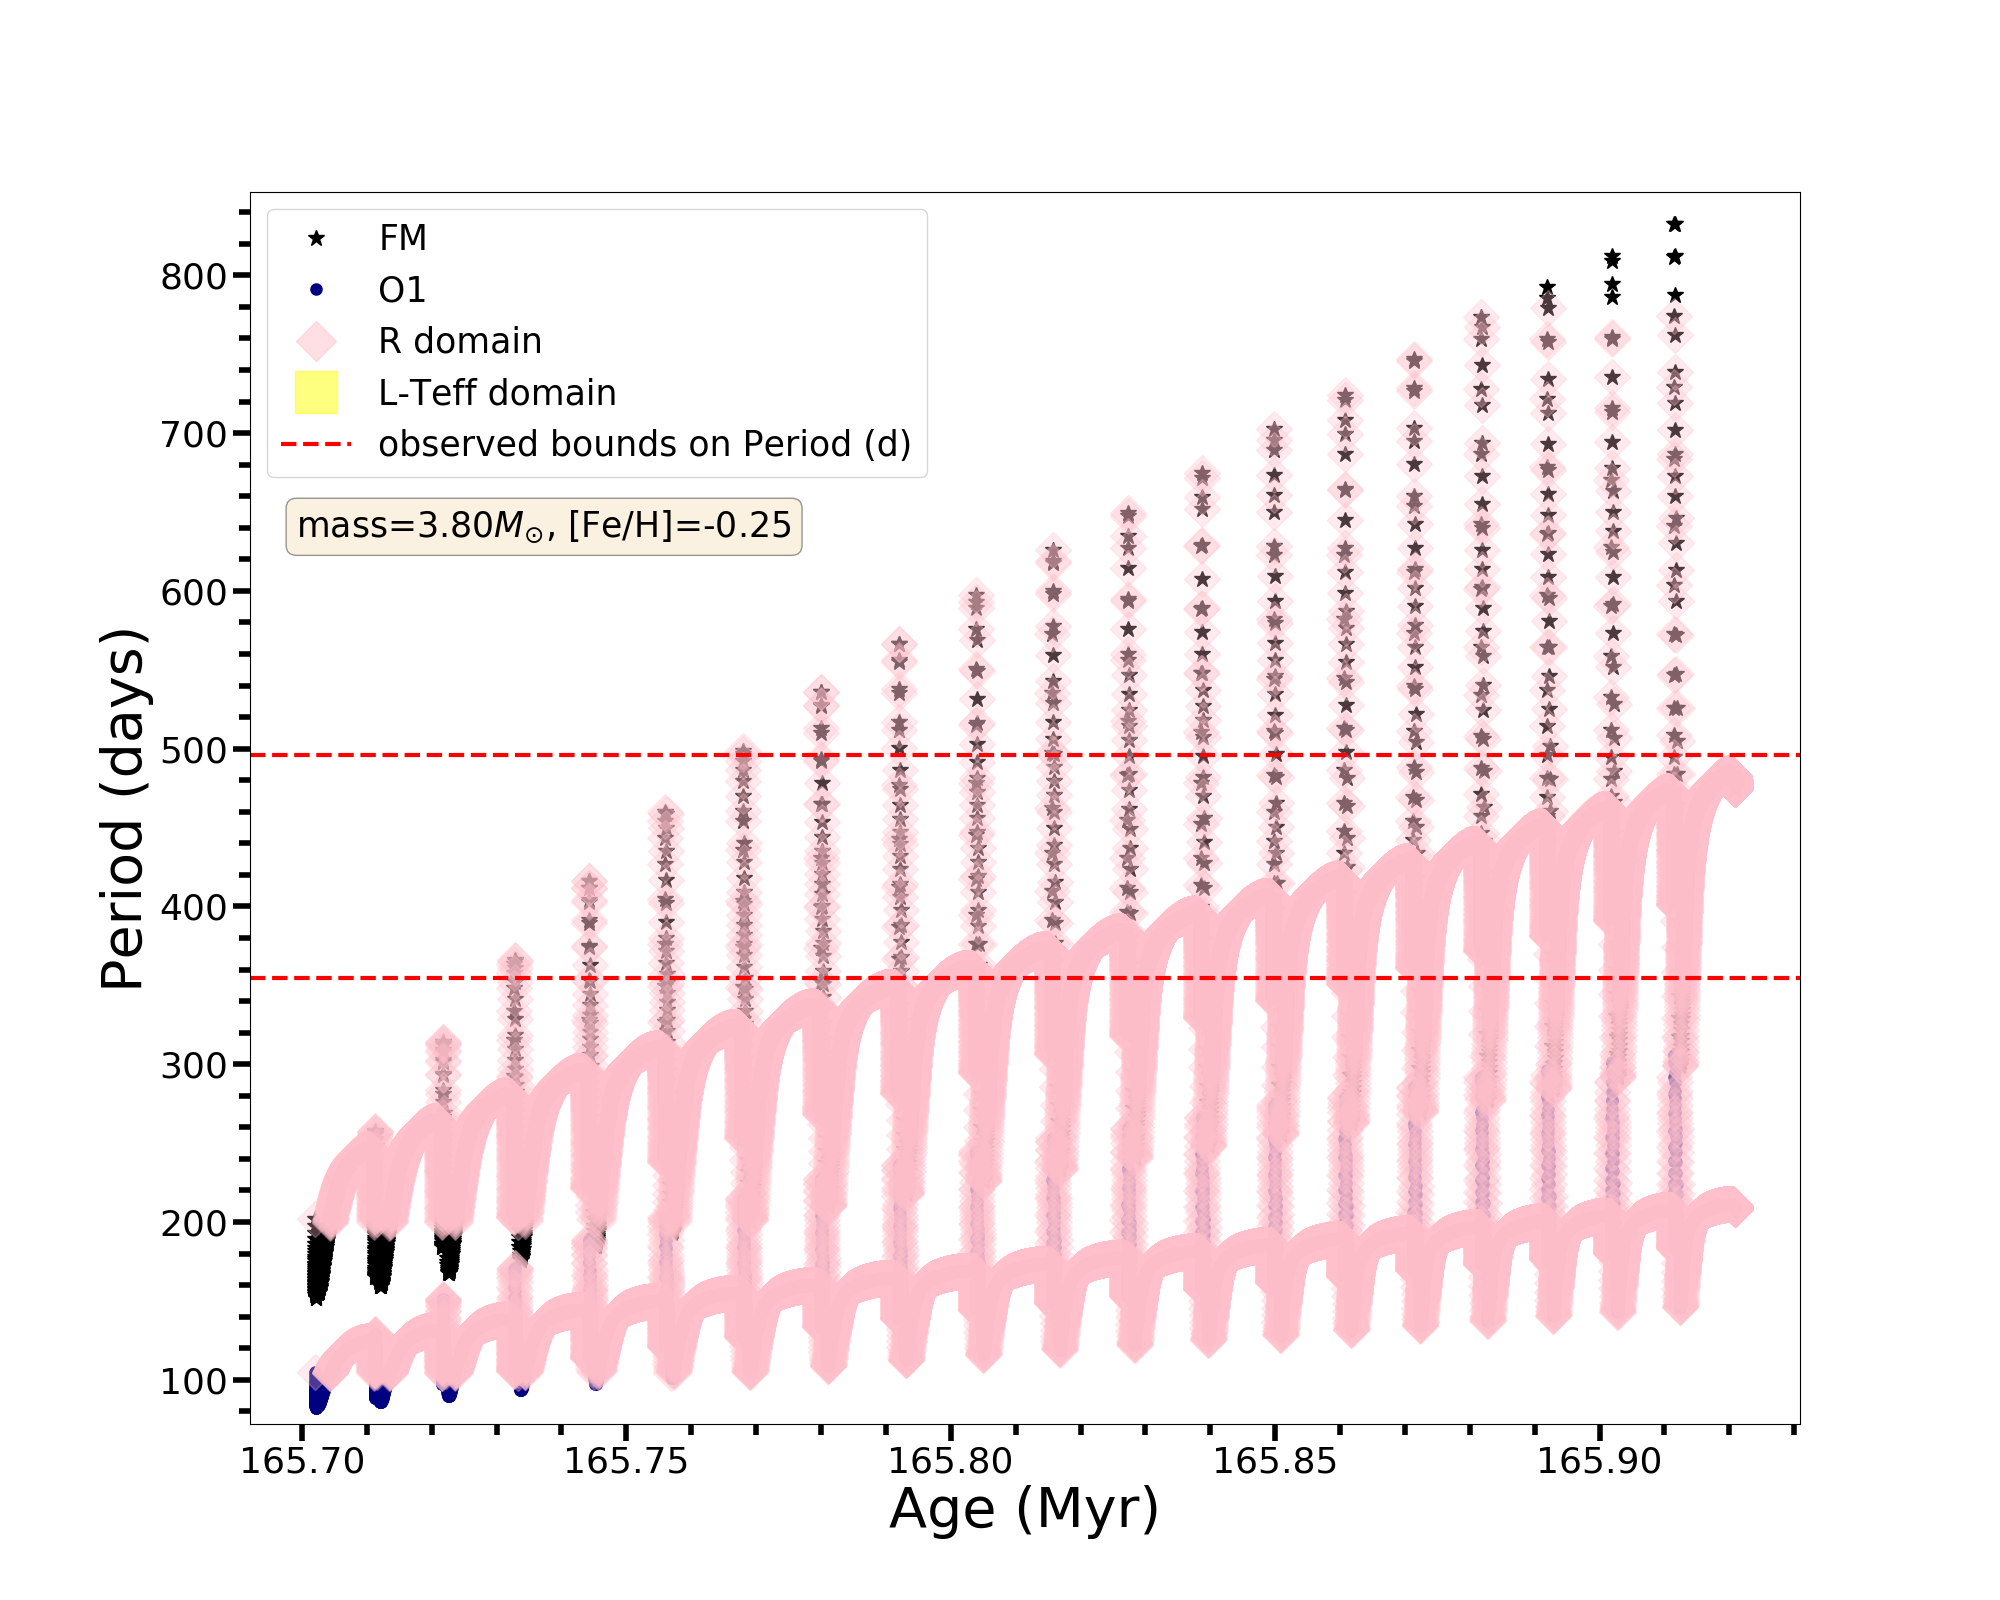 FM
O1
R domain
L-Teff domain
observed bounds on Period (d)
mass=3.80M⊙, [Fe/H]=-0.25
800
700
600
500
400
300
200
100
Period (days)
165.70 165.75 165.80 165.85 165.90
Age (Myr)